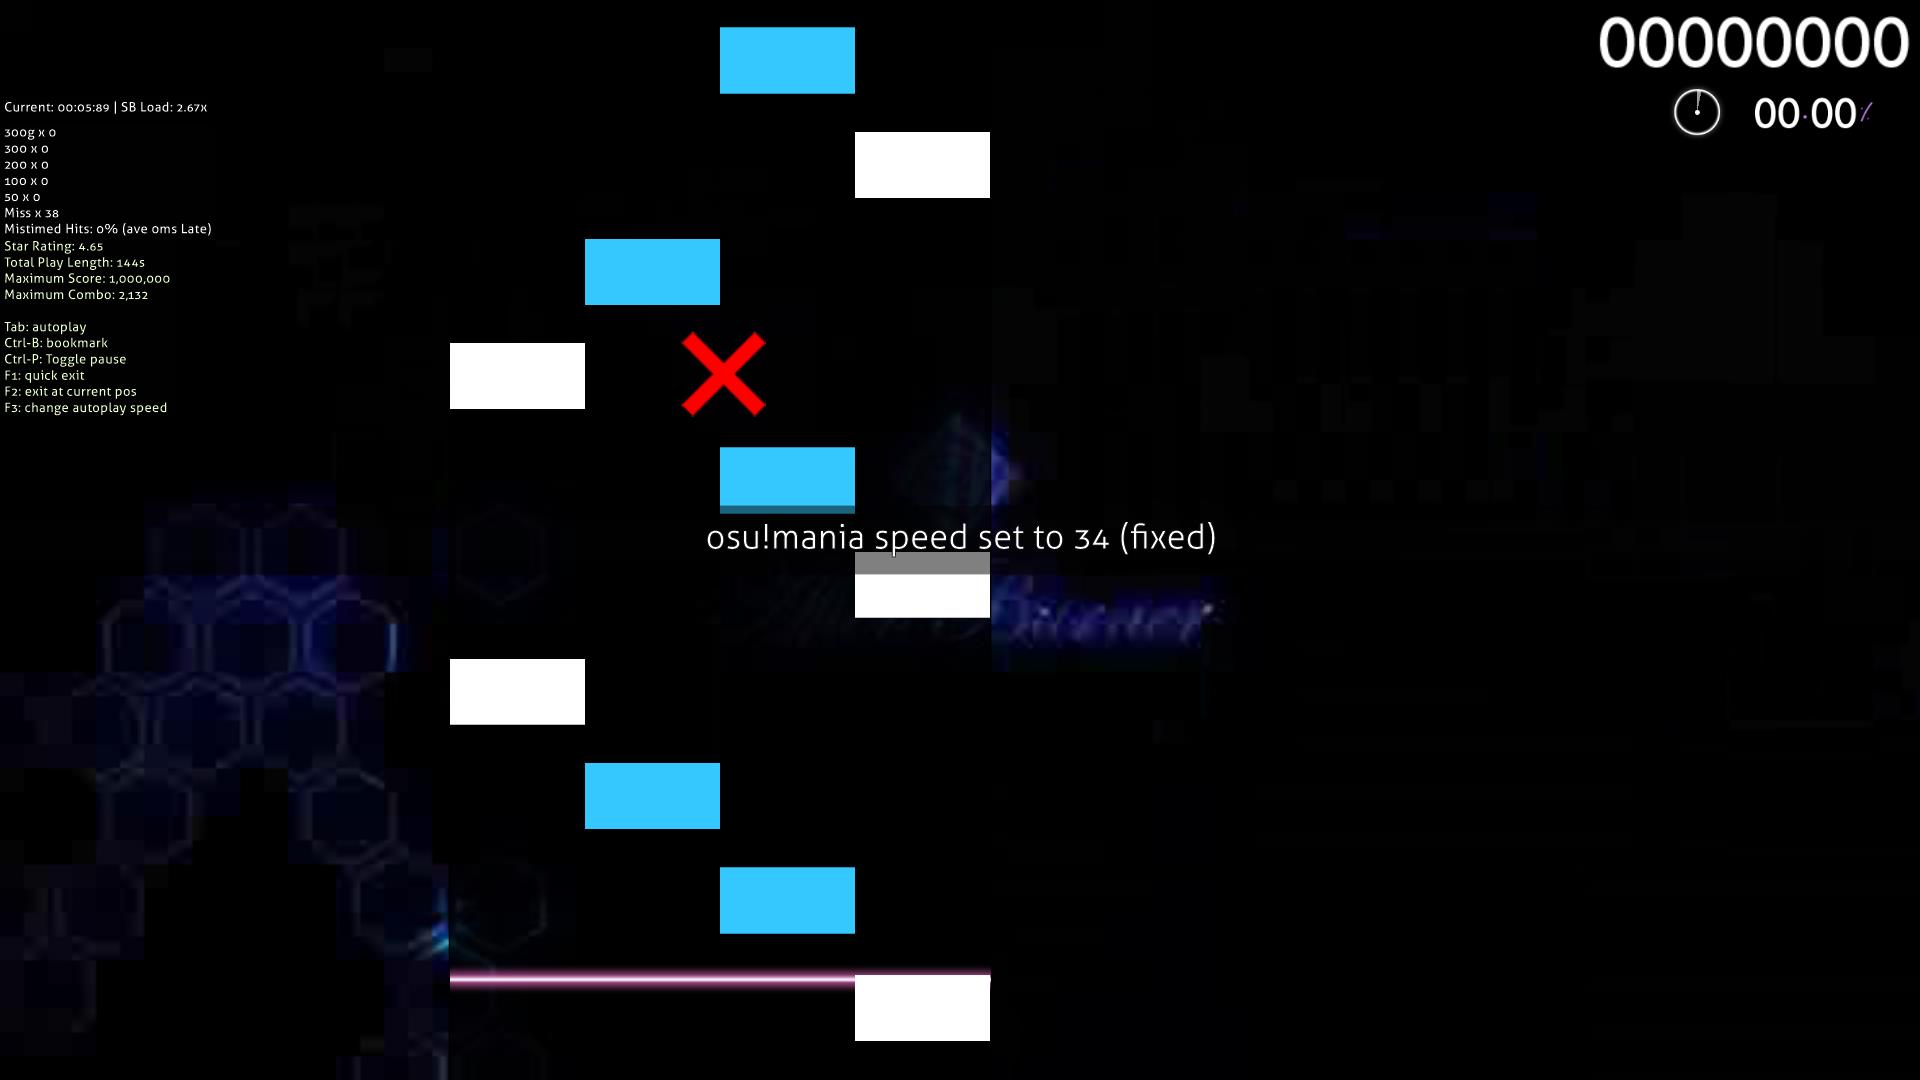 00000000
Current: 00:05:89 | SB Load: 2.67x
00.00%
300g x 0
300 x 0
200 x 0
100 x 0
50 x 0
Miss x 38
Mistimed Hits: 0% (ave 0ms Late)
Star Rating: 4.65
Total Play Length: 144s
Maximum Score: 1,000,000
Maximum Combo: 2,132
Tab: autoplay
Ctrl-B: bookmark
Ctrl-P: Toggle pause
F1: quick exit
F2: exit at current pos
F3: change autoplay speed
osu!mania speed set to 34 (fixed)